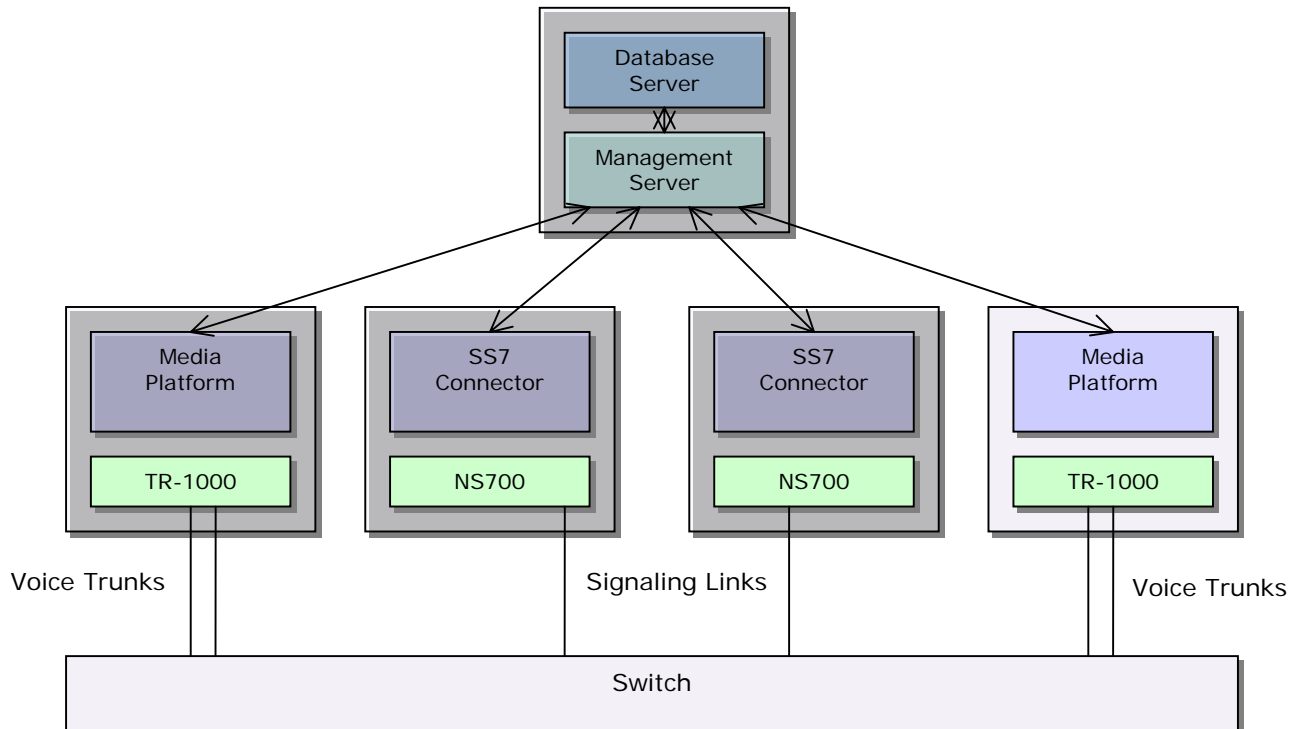 Database
Server
Management
Server
Media
Platform
SS7
Connector
SS7
Connector
Media
Platform
TR-1000
NS700
NS700
TR-1000
Voice Trunks
Signaling Links
Voice Trunks
Switch